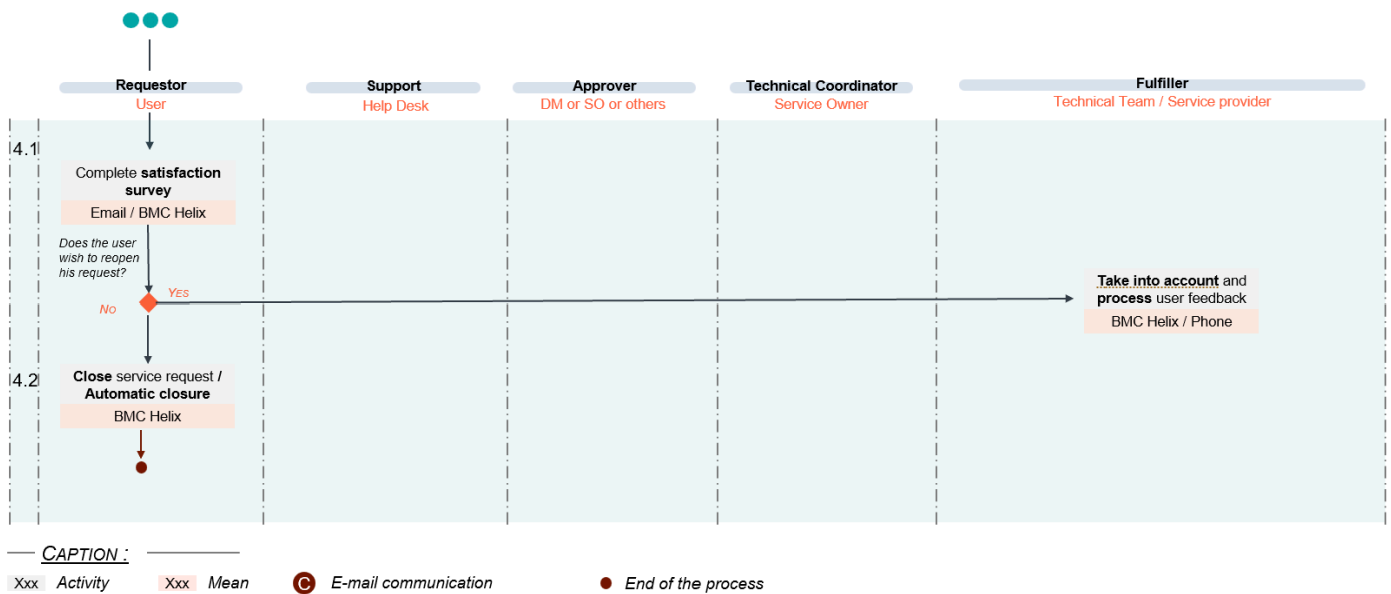 Requestor
User
Support
Help Desk
Approver
DM or SO or others
Technical Coordinator
Service Owner
Fulfiller
Technical Team / Service provider
4.1
Complete satisfaction
survey
Email / BMC Helix
Does the user
wish to reopen
his request?
YES
NO
Take into account and
process user feedback
BMC Helix / Phone
4.2
Close service request /
Automatic closure
BMC Helix
CAPTION :
Xxx Activity
Xxx Mean
C E-mail communication
End of the process